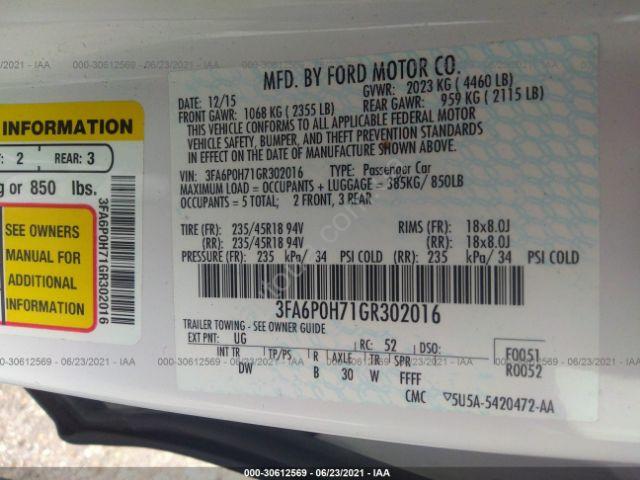 000-30612569 - 06/23/2021 - IAA
MFD. BY FORD MOTOR CO.
DATE: 12/15
GVWR: 2023 KG ( 4460 LB)
FRONT GAWR: 1068 KG ( 2355 LB)
REAR GAWR: 959 KG ( 2115 LB)
THIS VEHICLE CONFORMS TO ALL APPLICABLE FEDERAL MOTOR
VEHICLE SAFETY, BUMPER, AND THEFT PREVENTION STANDARDS
IN EFFECT ON THE DATE OF MANUFACTURE SHOWN ABOVE.
VIN: 3FA6P0H71GR302016
TYPE: Passenger Car
MAXIMUM LOAD = OCCUPANTS + LUGGAGE = 385KG/ 850LB
OCCUPANTS = 5 TOTAL; 2 FRONT, 3 REAR
TIRE (FR): 235/45R18 94V RIMS (FR): 18x8.0J
(RR): 235/45R18 94V (RR): 18x8.0J
PRESSURE (FR): 235 kPa/ 34 PSI COLD (RR): 235 kPa/ 34 PSI COLD
3FA6P0H71GR302016
TRAILER TOWING - SEE OWNER GUIDE
EXT PNT: UG RC: 52 DSO:
INT TR TP/PS R AXLE TR SPR
DW B 30 W FFFF
F0051
R0052
CMC 5U5A-5420472-AA
INFORMATION
: 2 REAR: 3
g or 850 lbs.
SEE OWNERS
MANUAL FOR
ADDITIONAL
INFORMATION
3FA6P0H71GR302016
000-30612569 - 06/23/2021 - IAA